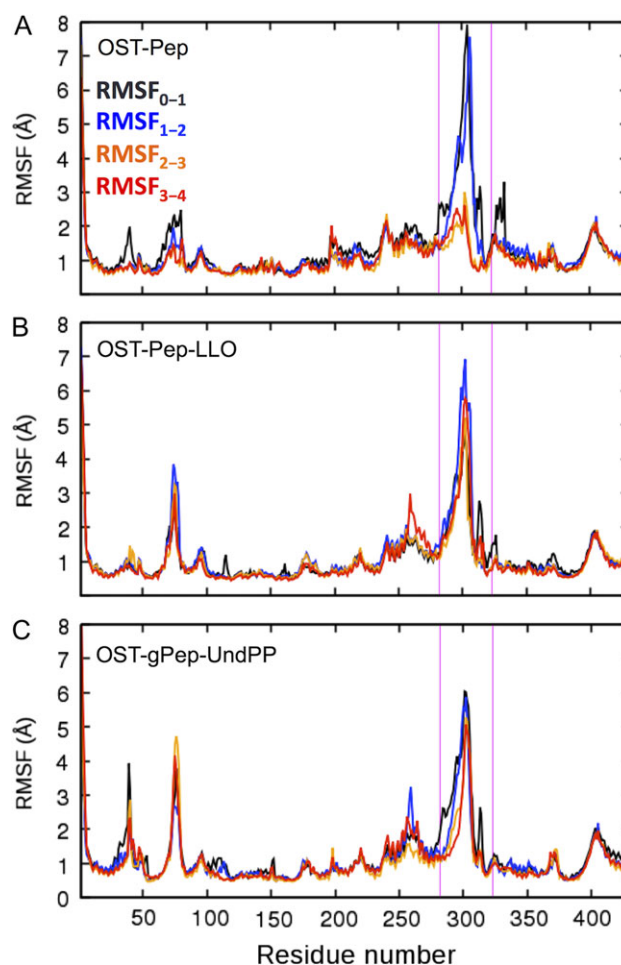 A
OST-Pep
RMSF0–1
RMSF1–2
RMSF2–3
RMSF3–4
RMSF (Å)
8
7
6
5
4
3
2
1
B
OST-Pep-LLO
RMSF (Å)
8
7
6
5
4
3
2
1
C
OST-gPep-UndPP
RMSF (Å)
8
7
6
5
4
3
2
1
0
50 100 150 200 250 300 350 400
Residue number